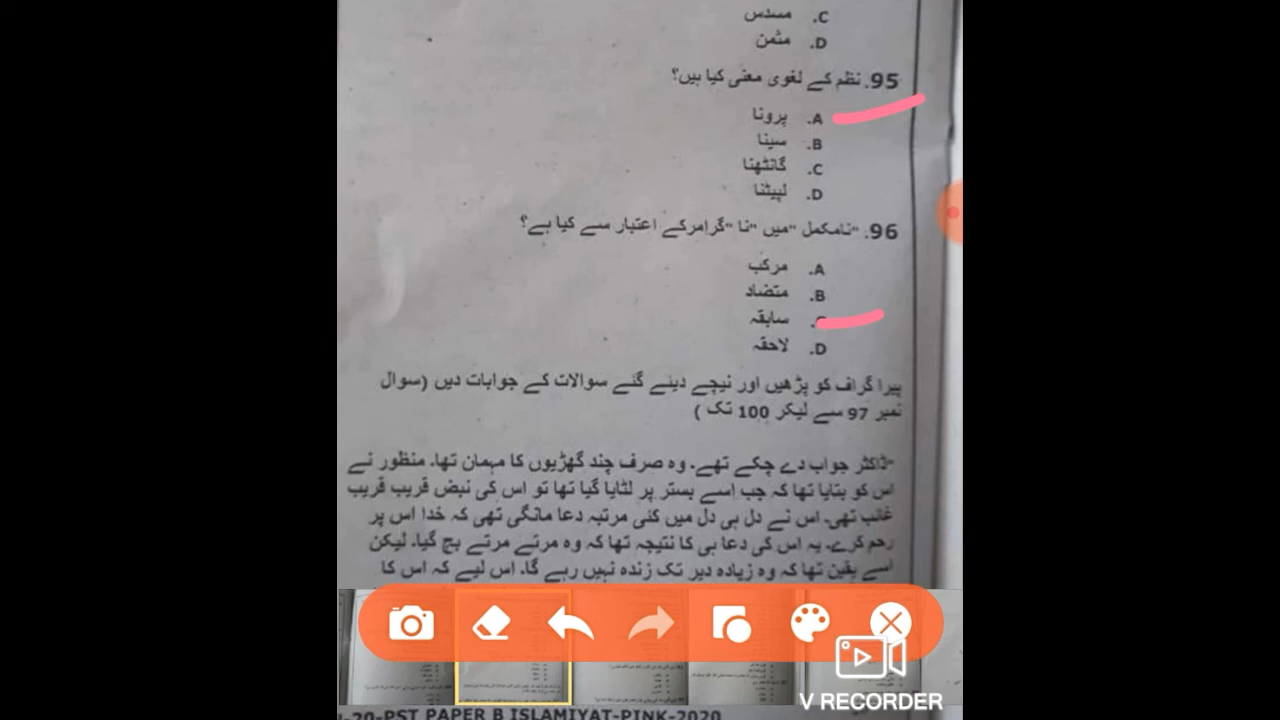 C. مسدس
D. مثمن
95. نظم کے لغوی معنی کیا ہیں؟
A. پرونا
B. سینا
C. گانٹھنا
D. لپیٹنا
96. "نامکمل "میں "نا "گرامرکے اعتبار سے کیا ہے؟
A. مرکب
B. متضاد
C. سابقہ
D. لاحقہ
پیرا گراف کو پڑھیں اور نیچے دیئے گئے سوالات کے جوابات دیں (سوال
نمبر 97 سے لیکر 100 تک )
"ڈاکٹر جواب دے چکے تھے۔ وہ صرف چند گھڑیوں کا مہمان تھا۔ منظور نے
اس کو بتایا تھا کہ جب اسے بستر پر لٹایا گیا تھا تو اس کی نبض قریب قریب
غائب تھی۔ اس نے دل ہی دل میں کئی مرتبہ دعا مانگی تھی کہ خدا اس پر
رحم کرے۔ یہ اس کی دعا ہی کا نتیجہ تھا کہ وہ مرتے مرتے بچ گیا۔ لیکن
اسے یقین تھا کہ وہ زیادہ دیر تک زندہ نہیں رہے گا۔ اس لیے کہ اس کا
V RECORDER
-20-PST PAPER B ISLAMIYAT-PINK-2020